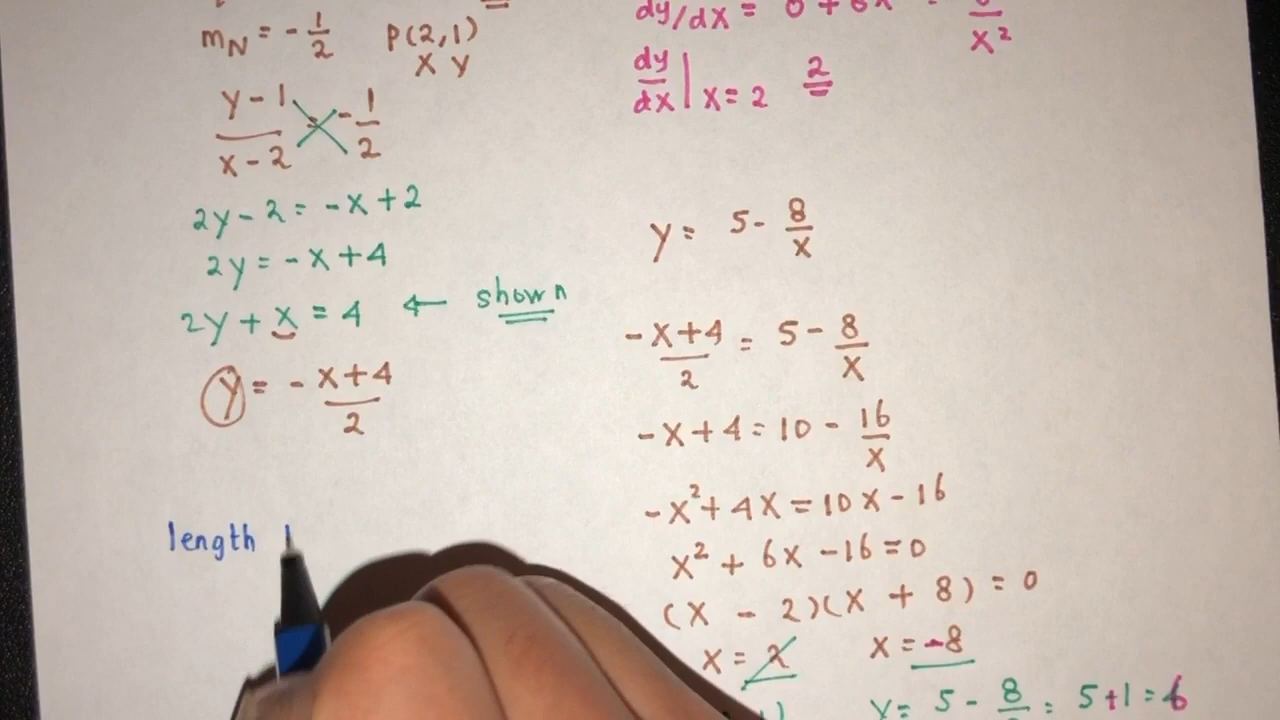 m_N = -1/2 P(2,1)
X Y
y-1/x-2 = -1/2
2y-2 = -x+2
2y = -x+4
2y + x = 4 ← shown
y = -x+4/2
length
dy/dx = 0 +
x²
dy/dx | x=2 2
y = 5 - 8/x
-x+4/2 = 5 - 8/x
-x+4 = 10 - 16/x
-x²+4x = 10x-16
x² + 6x -16 = 0
(x - 2)(x + 8) = 0
x = 2 x = -8
y = 5 - 8 = 5+1 = 6